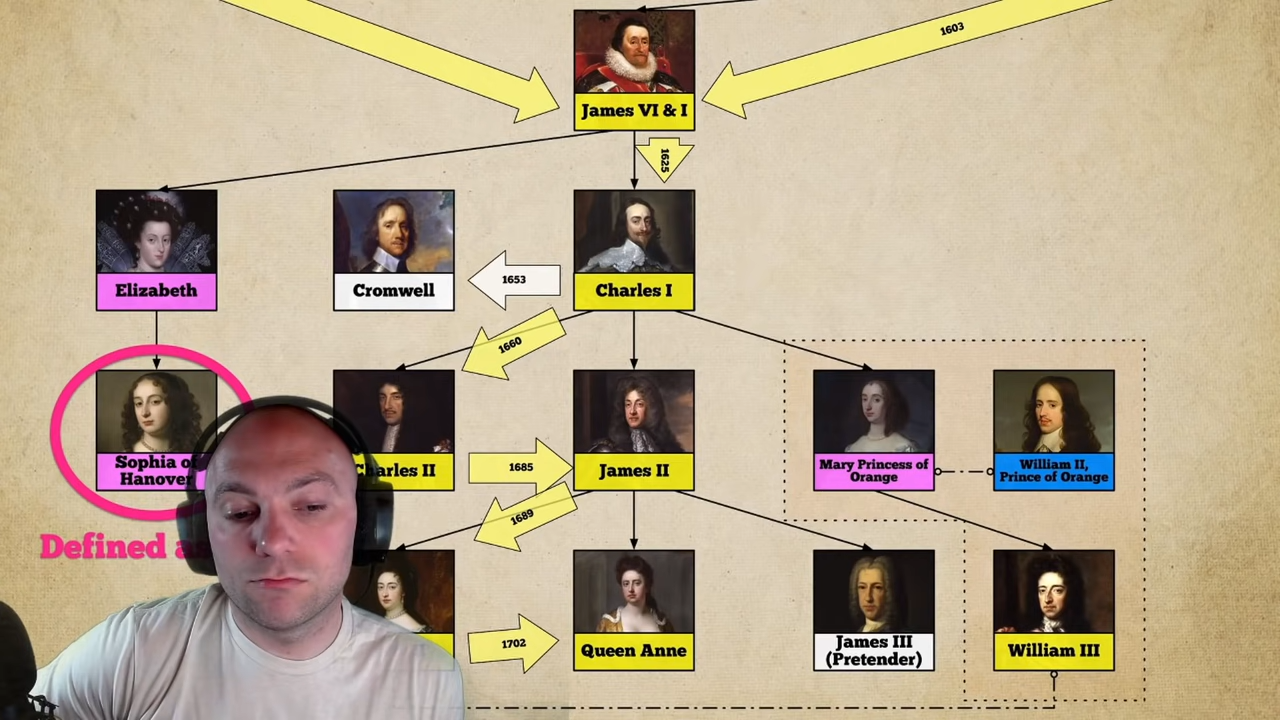 1603
James VI & I
1625
Elizabeth
Cromwell
1653
Charles I
1660
Sophia of
Hanover
Charles II
1685
James II
Mary Princess of
Orange
William II,
Prince of Orange
1689
Defined
1702
Queen Anne
James III
(Pretender)
William III